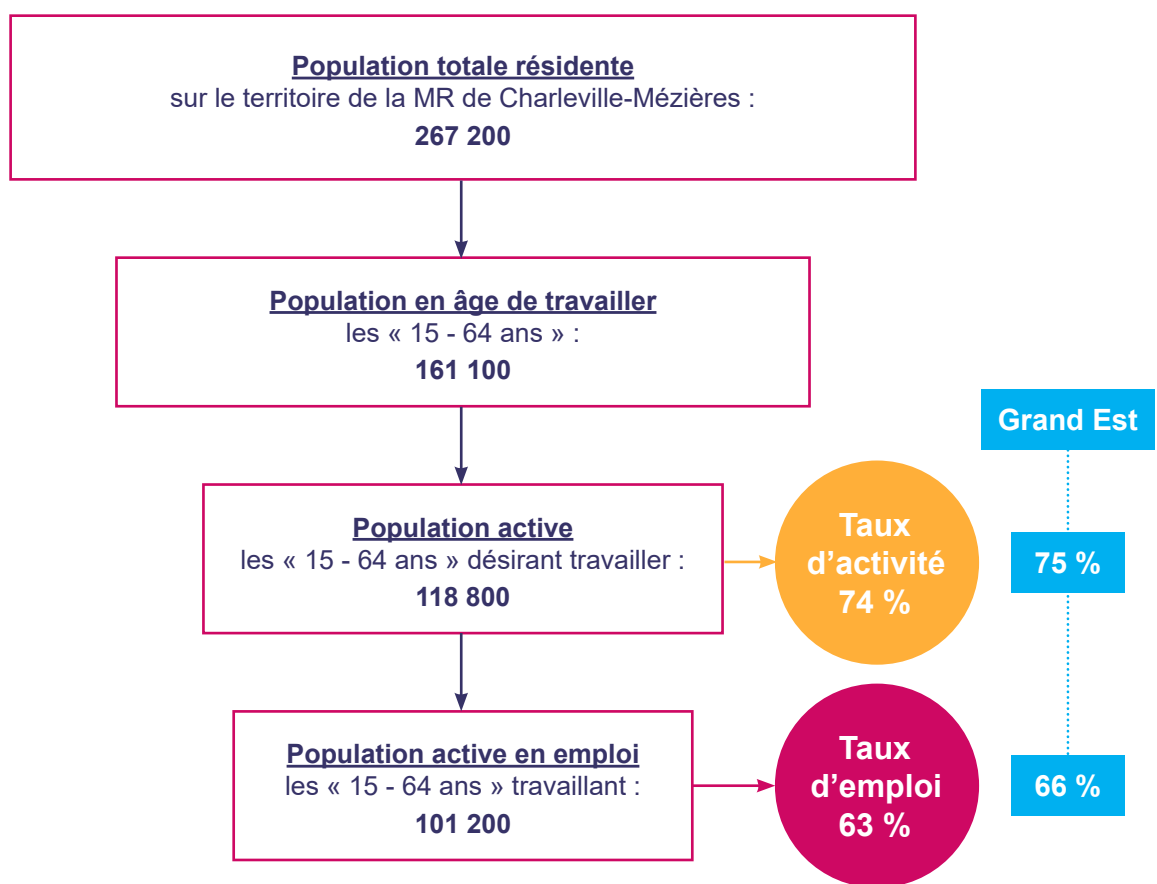 Population totale résidente
sur le territoire de la MR de Charleville-Mézières :
267 200
Population en âge de travailler
les « 15 - 64 ans » :
161 100
Grand Est
Population active
les « 15 - 64 ans » désirant travailler :
118 800
Taux
d’activité
74 %
75 %
Population active en emploi
les « 15 - 64 ans » travaillant :
101 200
Taux
d’emploi
63 %
66 %